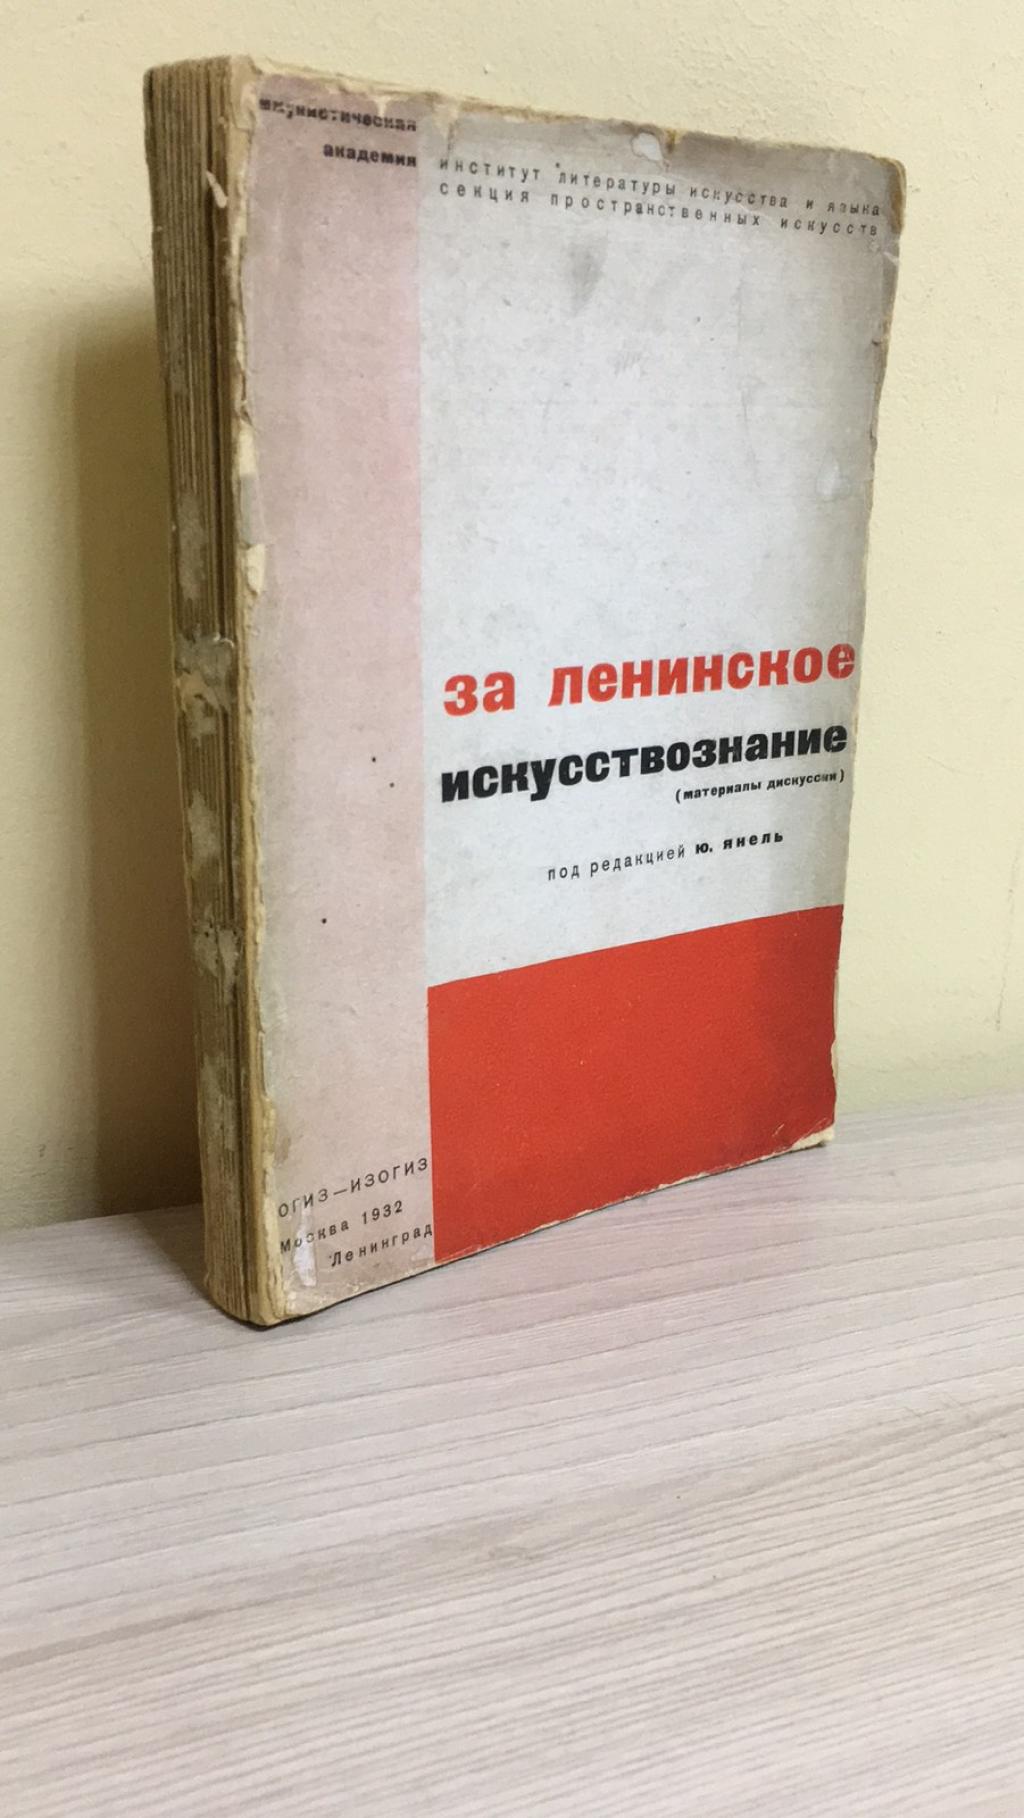 коммунистическая
академия
институт литературы искусства и языка
секция пространственных искусств
за ленинское
искусствознание
(материалы дискуссии)
под редакцией ю. янель
ОГИЗ—ИЗОГИЗ
Москва 1932
Ленинград